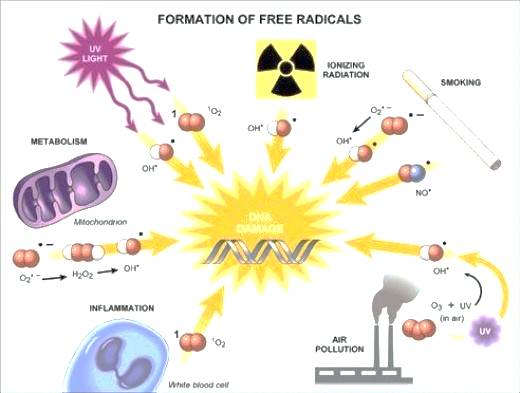 FORMATION OF FREE RADICALS
UV
LIGHT
IONIZING
RADIATION
SMOKING
1
¹O₂
OH•
OH•
O₂•−
•−
OH•
METABOLISM
NO•
DNA
DAMAGE
Mitochondrion
•−
O₂•−
H₂O₂
OH•
OH•
INFLAMMATION
1
¹O₂
O₃ + UV
(in air)
UV
AIR
POLLUTION
White blood cell